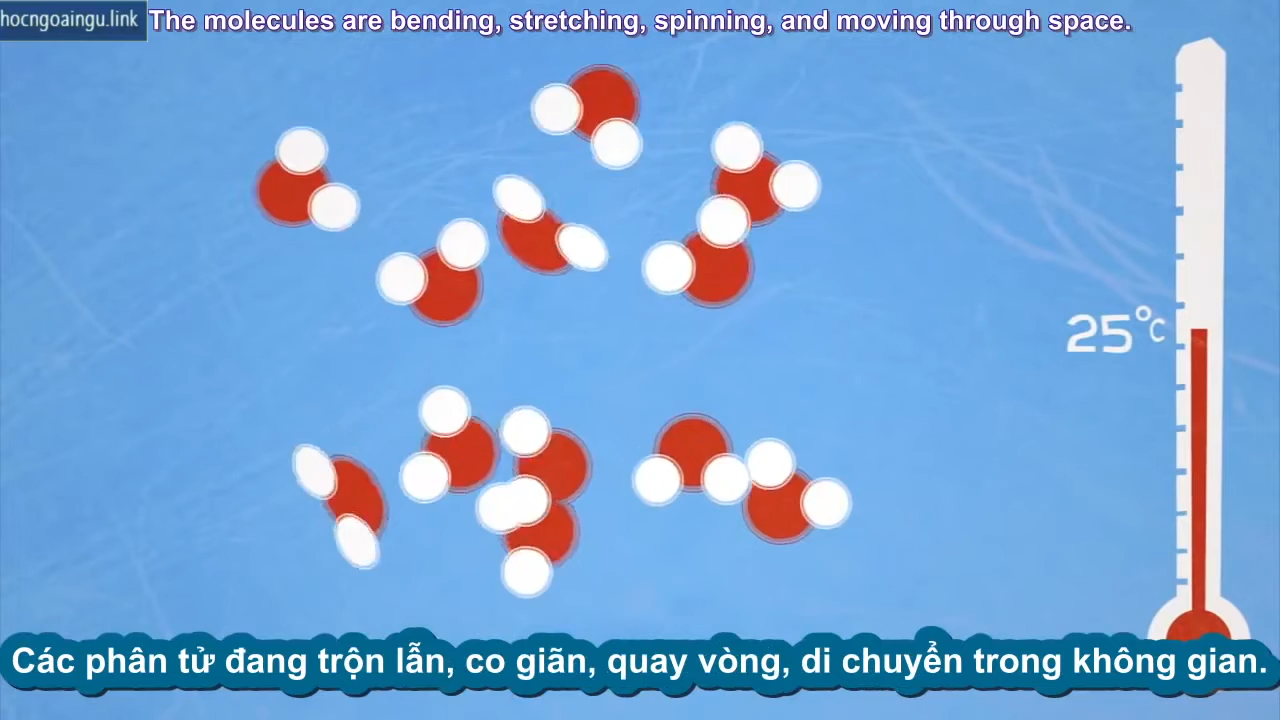 hocngoaingu.link
The molecules are bending, stretching, spinning, and moving through space.
25°C
Các phân tử đang trộn lẫn, co giãn, quay vòng, di chuyển trong không gian.